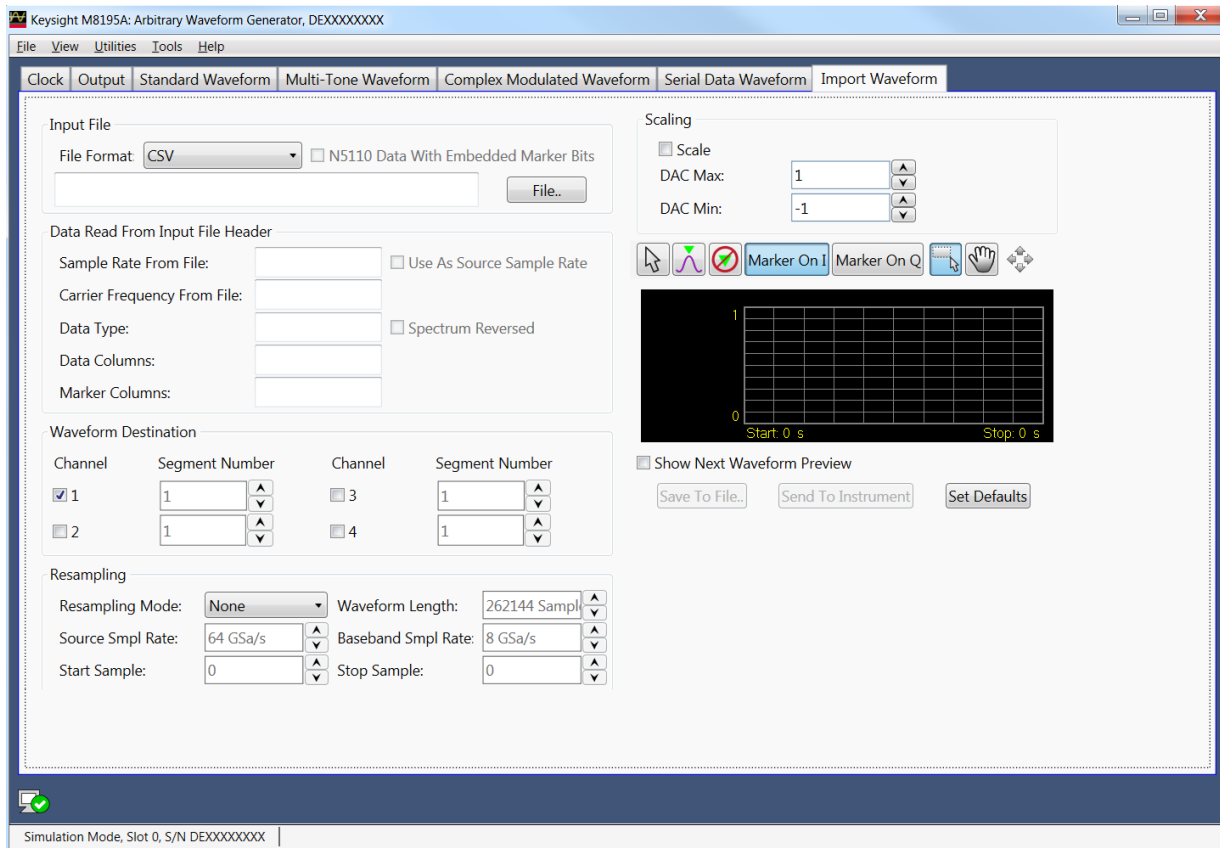 Keysight M8195A: Arbitrary Waveform Generator, DEXXXXXXXX
File View Utilities Tools Help
Clock Output Standard Waveform Multi-Tone Waveform Complex Modulated Waveform Serial Data Waveform Import Waveform
Input File
File Format: CSV N5110 Data With Embedded Marker Bits
File..
Data Read From Input File Header
Sample Rate From File: Use As Source Sample Rate
Carrier Frequency From File:
Data Type: Spectrum Reversed
Data Columns:
Marker Columns:
Waveform Destination
Channel Segment Number Channel Segment Number
1 1 3 1
2 1 4 1
Resampling
Resampling Mode: None Waveform Length: 262144 Sampl
Source Smpl Rate: 64 GSa/s Baseband Smpl Rate: 8 GSa/s
Start Sample: 0 Stop Sample: 0
Scaling
Scale
DAC Max: 1
DAC Min: -1
Marker On I Marker On Q
1
0
Start: 0 s Stop: 0 s
Show Next Waveform Preview
Save To File.. Send To Instrument Set Defaults
Simulation Mode, Slot 0, S/N DEXXXXXXXX